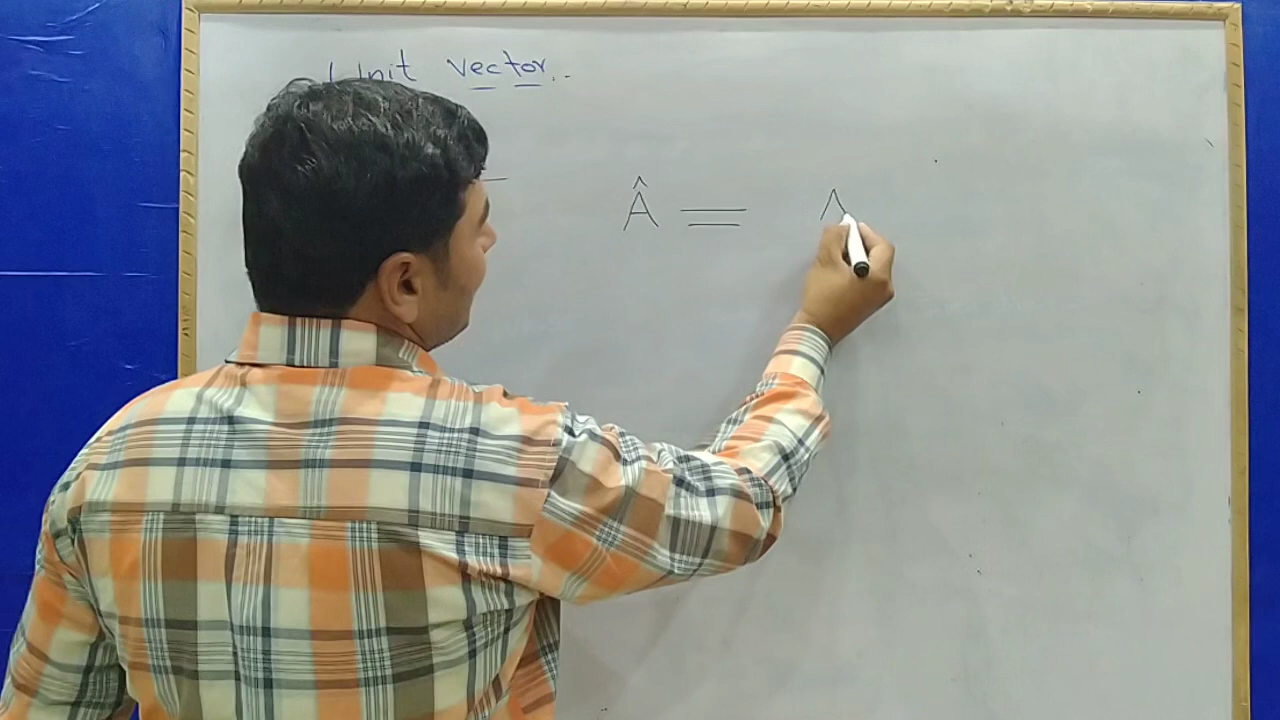 Unit vector..
Â = A